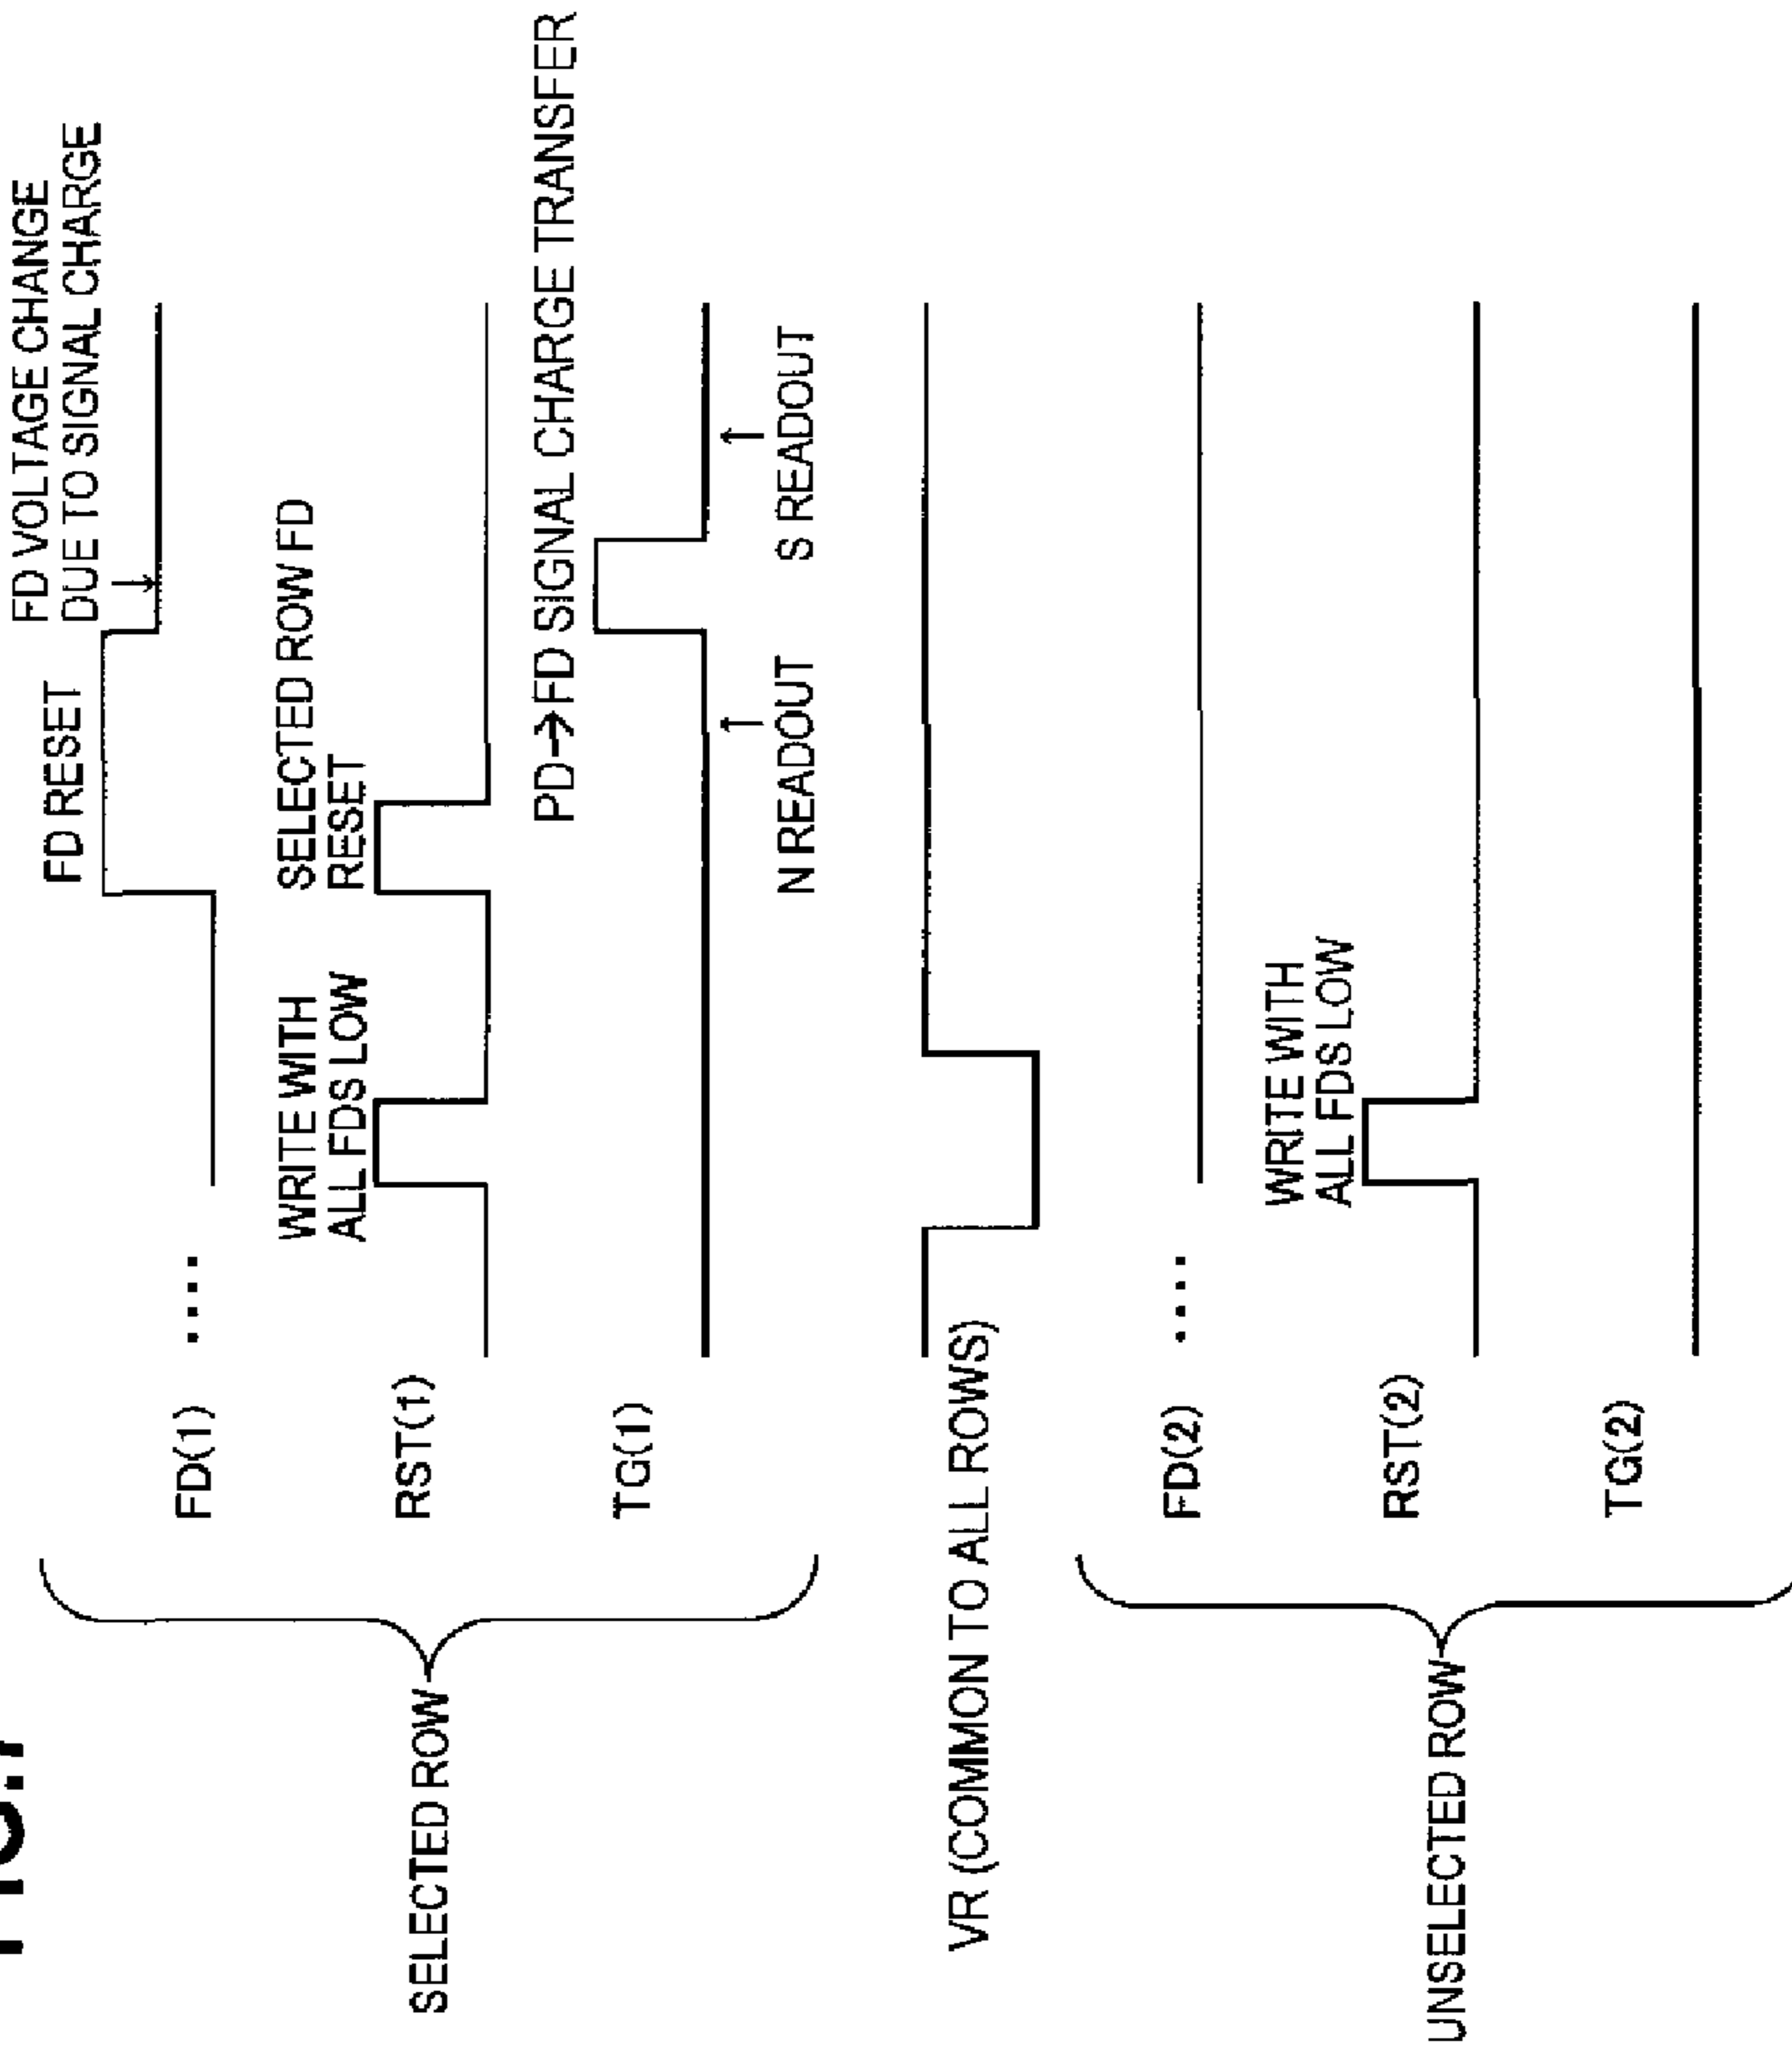 FIG.7
FD VOLTAGE CHANGE
DUE TO SIGNAL CHARGE
FD RESET
FD(1)
SELECTED ROW FD
RESET
WRITE WITH
ALL FDS LOW
RST(1)
SELECTED ROW
PD→FD SIGNAL CHARGE TRANSFER
TG(1)
N READOUT
S READOUT
VR (COMMON TO ALL ROWS)
FD(2)
WRITE WITH
ALL FDS LOW
RST(2)
UNSELECTED ROW
TG(2)